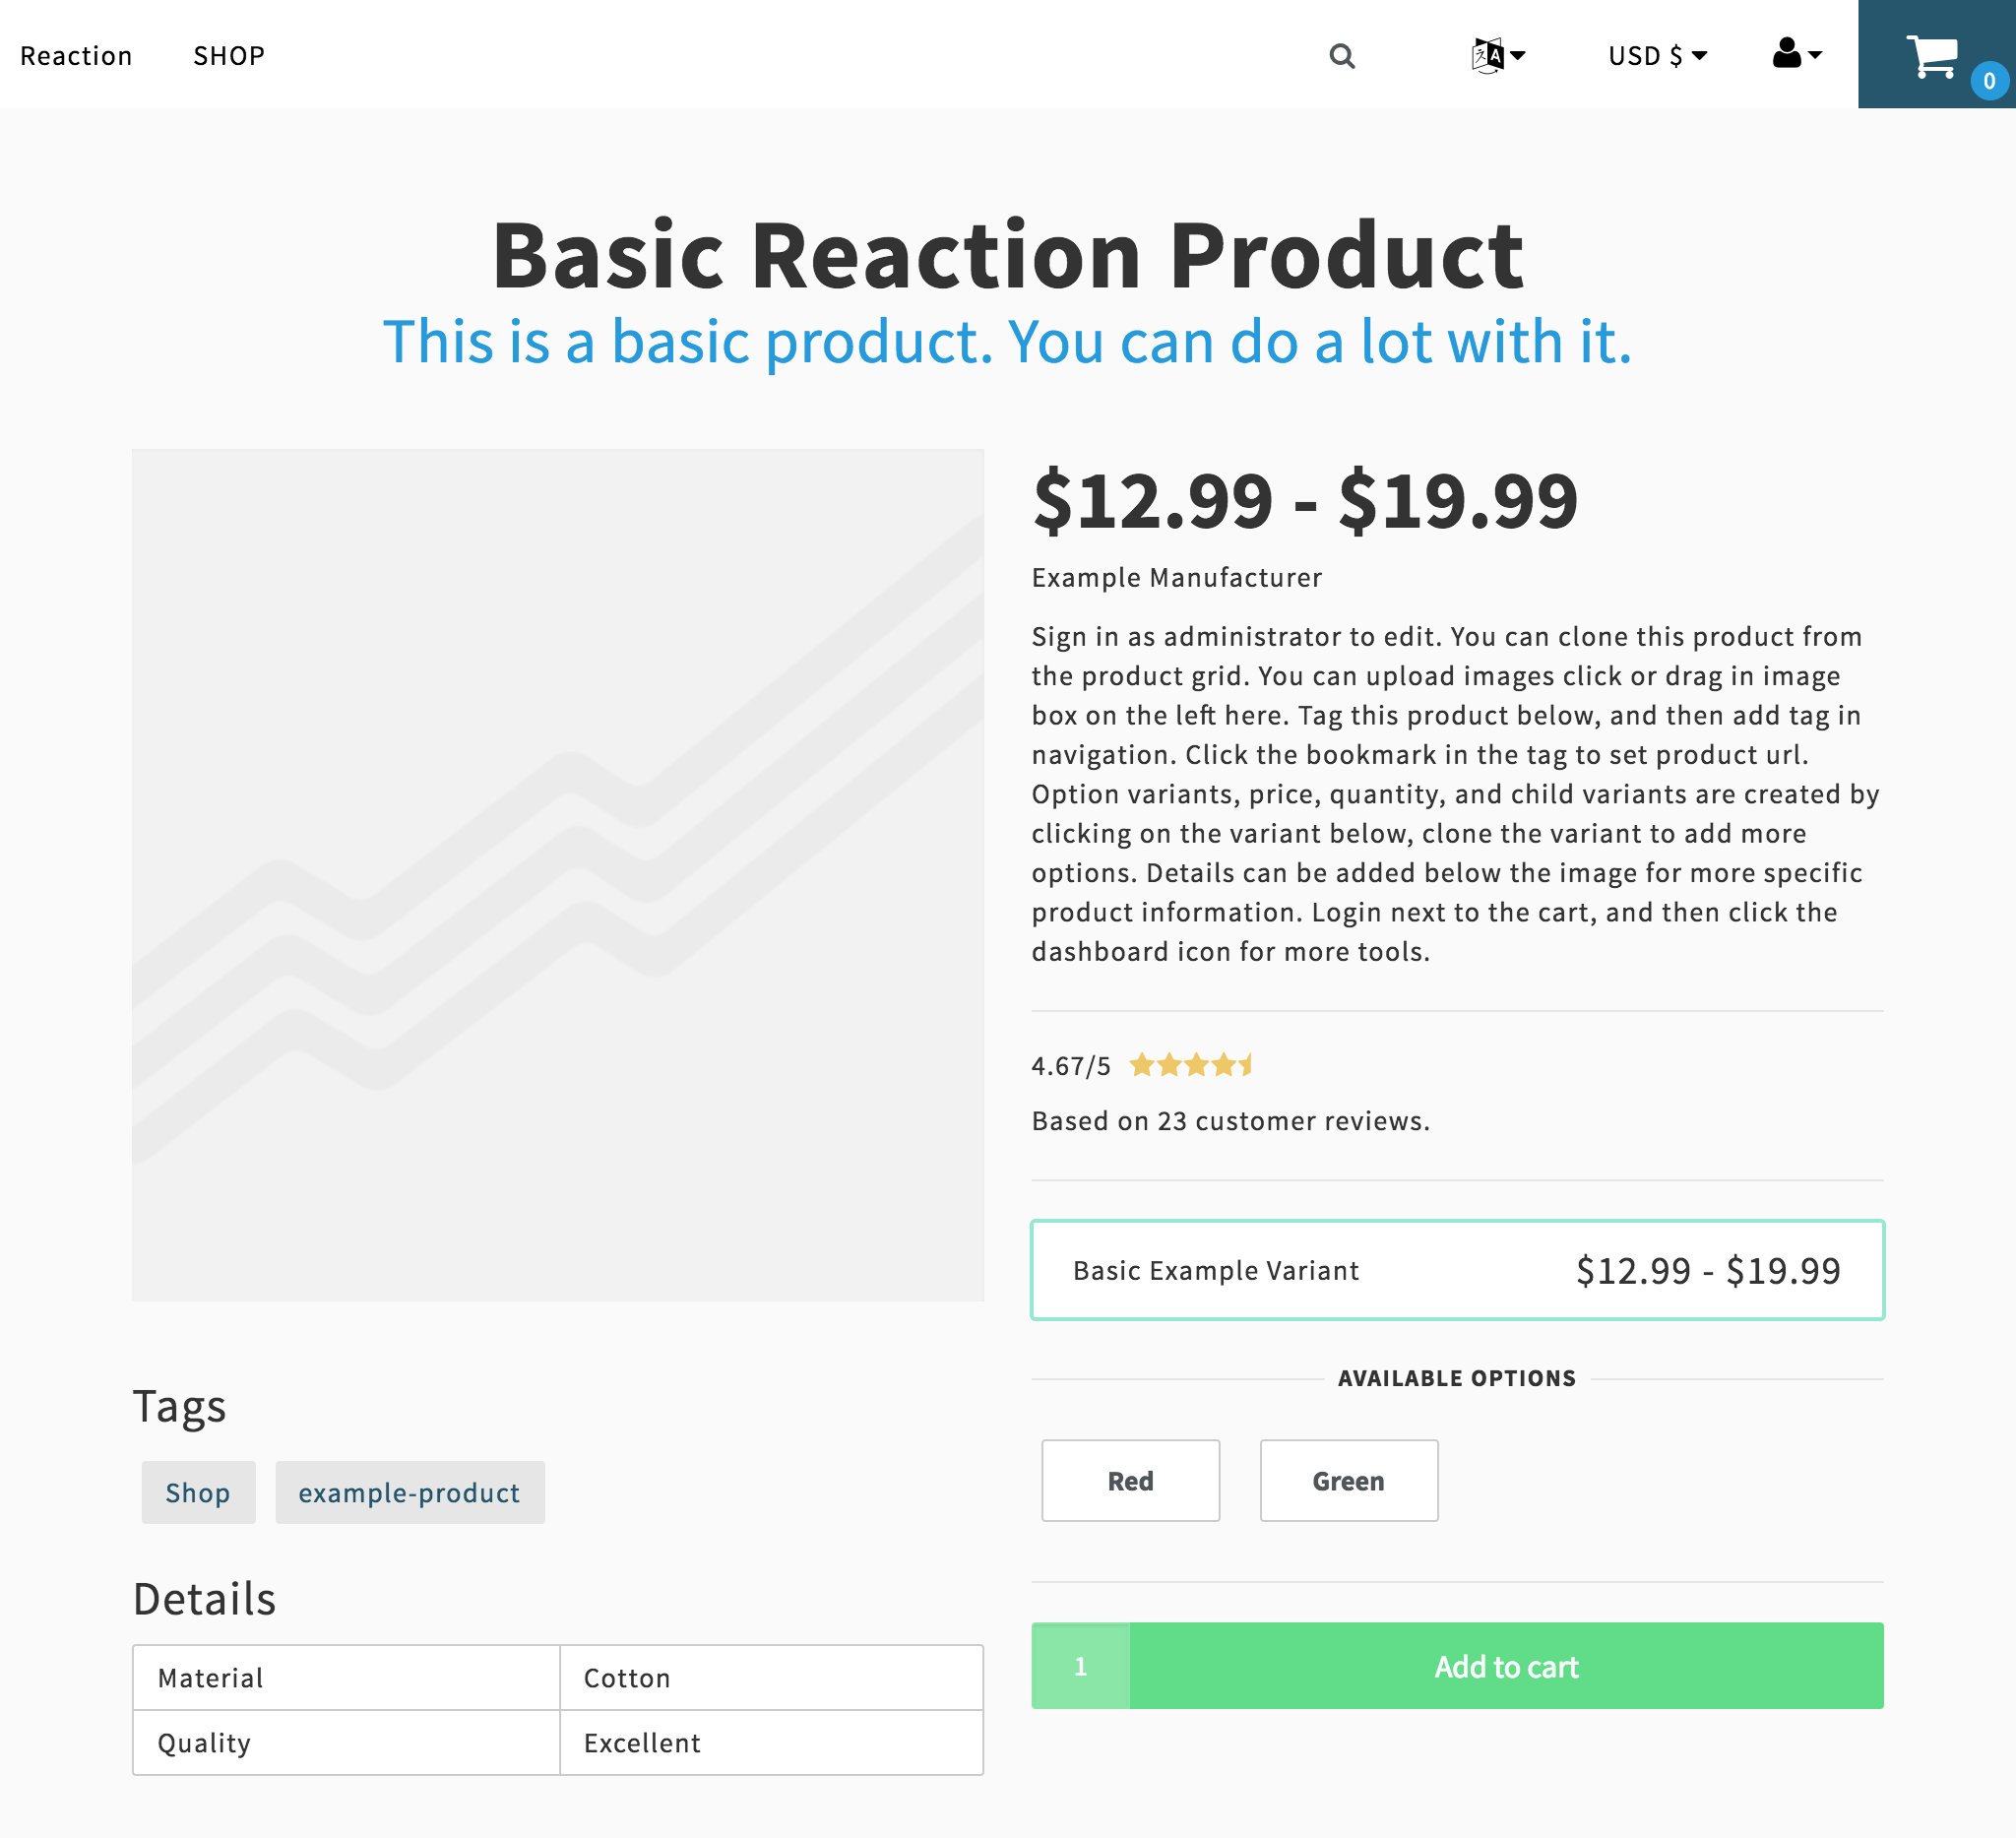 Reaction
SHOP
USD $
0
Basic Reaction Product
This is a basic product. You can do a lot with it.
$12.99 - $19.99
Example Manufacturer
Sign in as administrator to edit. You can clone this product from
the product grid. You can upload images click or drag in image
box on the left here. Tag this product below, and then add tag in
navigation. Click the bookmark in the tag to set product url.
Option variants, price, quantity, and child variants are created by
clicking on the variant below, clone the variant to add more
options. Details can be added below the image for more specific
product information. Login next to the cart, and then click the
dashboard icon for more tools.
4.67/5
Based on 23 customer reviews.
Basic Example Variant
$12.99 - $19.99
AVAILABLE OPTIONS
Red
Green
1
Add to cart
Tags
Shop
example-product
Details
Material
Cotton
Quality
Excellent